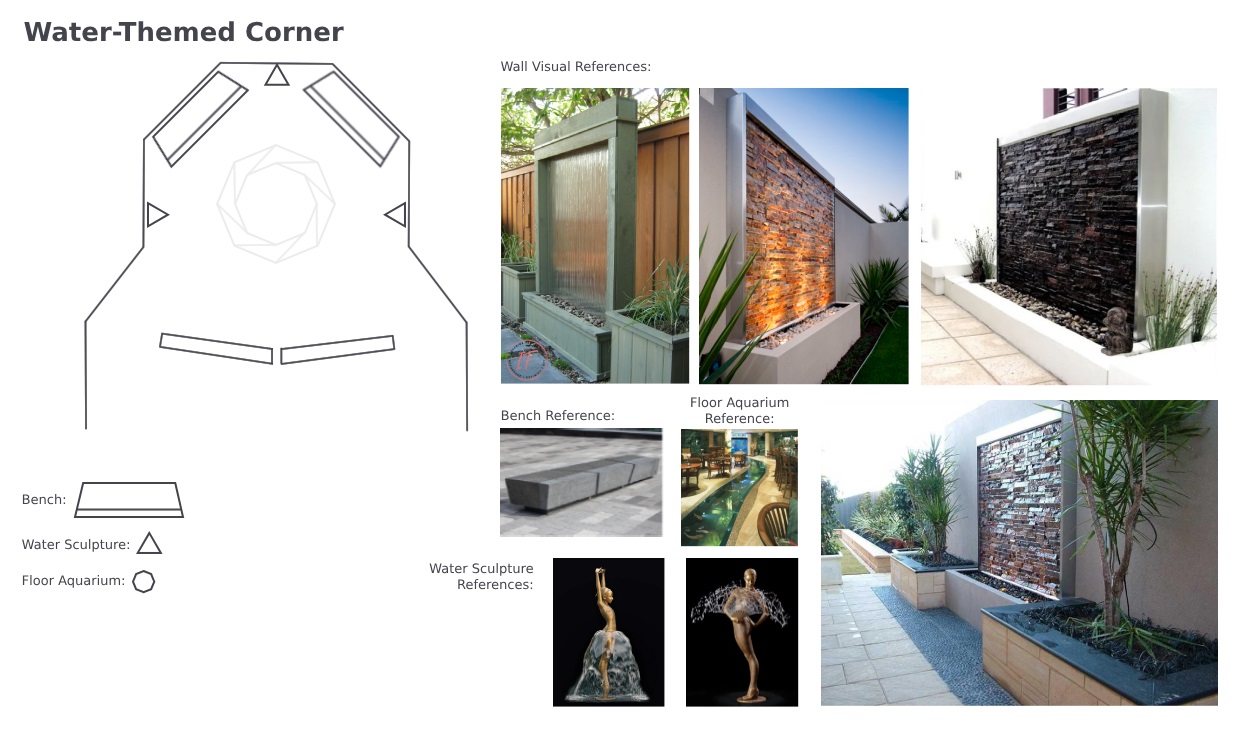 Water-Themed Corner
Wall Visual References:
Bench Reference:
Floor Aquarium
Reference:
Bench:
Water Sculpture:
Floor Aquarium:
Water Sculpture
References: